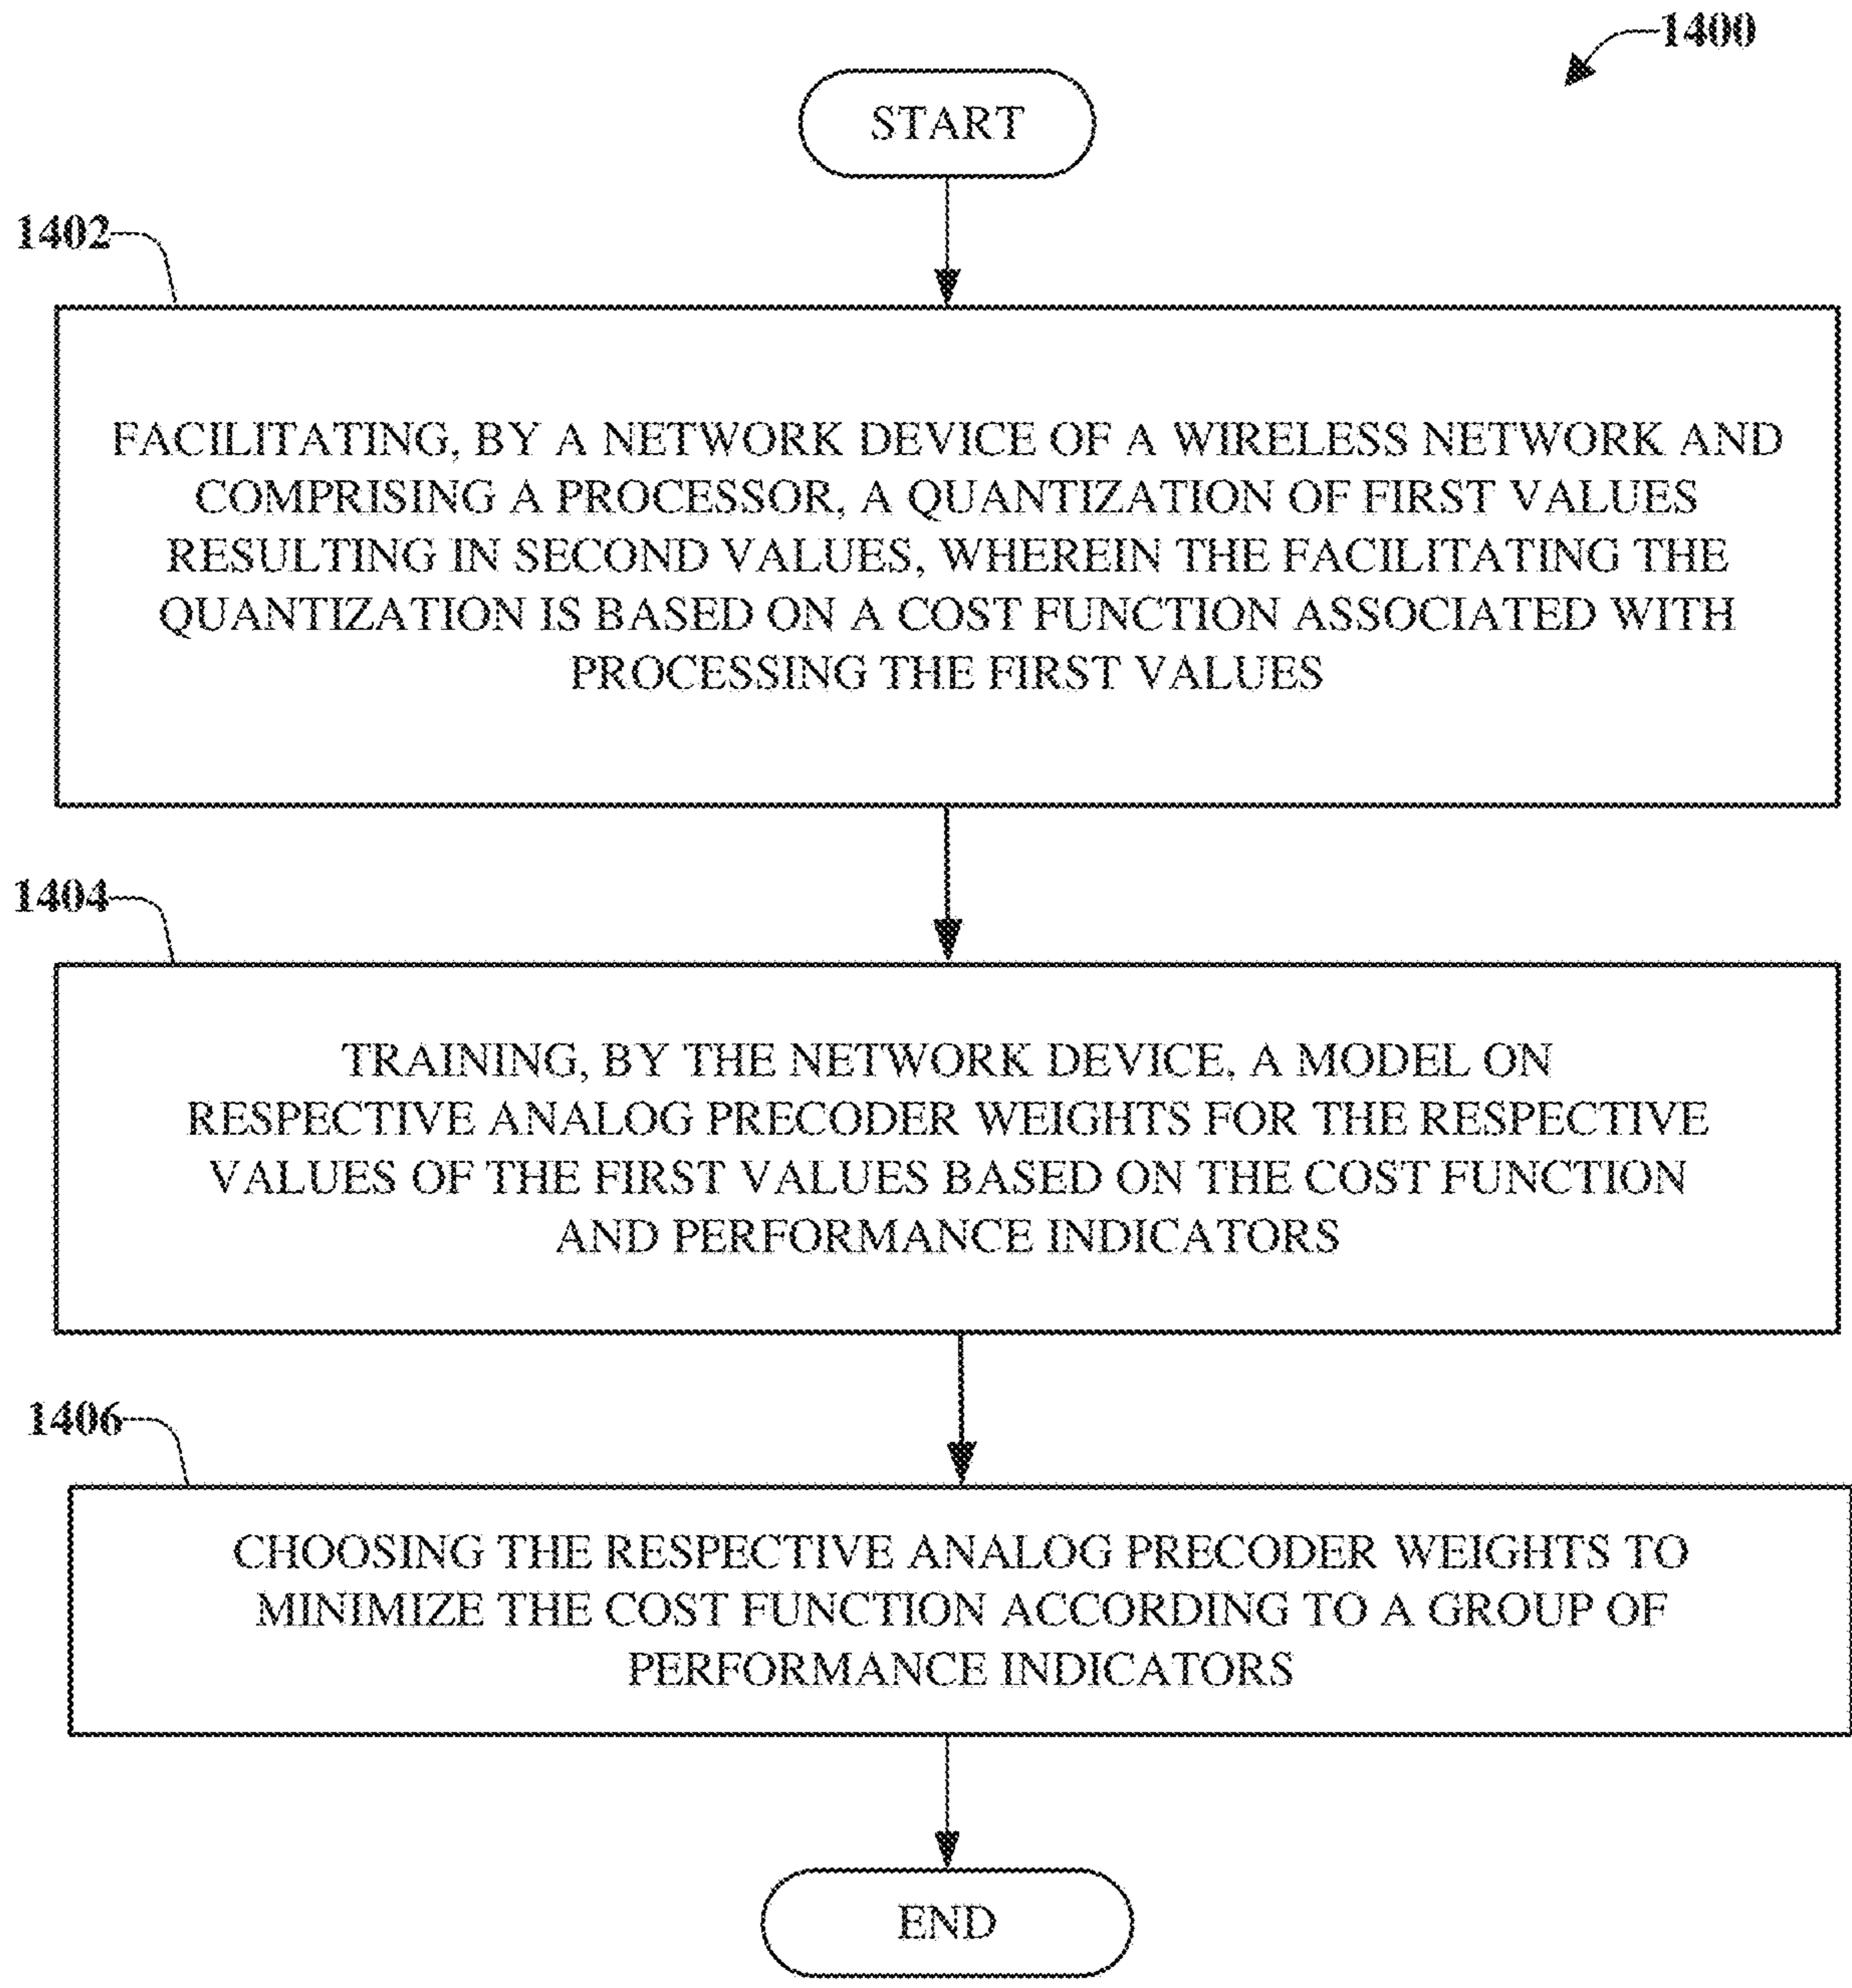 1400
START
1402
FACILITATING, BY A NETWORK DEVICE OF A WIRELESS NETWORK AND
COMPRISING A PROCESSOR, A QUANTIZATION OF FIRST VALUES
RESULTING IN SECOND VALUES, WHEREIN THE FACILITATING THE
QUANTIZATION IS BASED ON A COST FUNCTION ASSOCIATED WITH
PROCESSING THE FIRST VALUES
1404
TRAINING, BY THE NETWORK DEVICE, A MODEL ON
RESPECTIVE ANALOG PRECODER WEIGHTS FOR THE RESPECTIVE
VALUES OF THE FIRST VALUES BASED ON THE COST FUNCTION
AND PERFORMANCE INDICATORS
1406
CHOOSING THE RESPECTIVE ANALOG PRECODER WEIGHTS TO
MINIMIZE THE COST FUNCTION ACCORDING TO A GROUP OF
PERFORMANCE INDICATORS
END